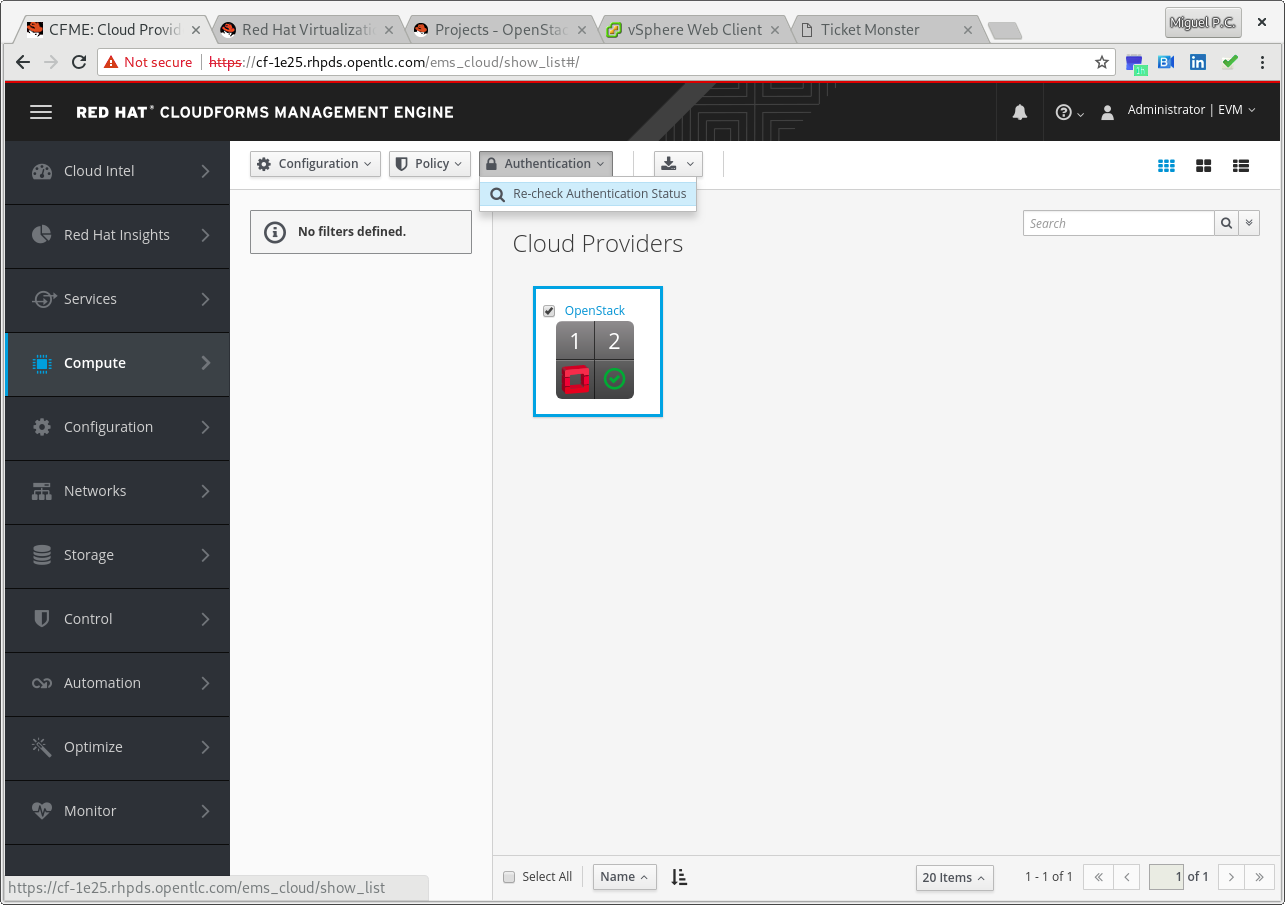 CFME: Cloud Provid
Red Hat Virtualizati
Projects - OpenStac
vSphere Web Client
Ticket Monster
Miguel P.C.
Not secure
https://cf-1e25.rhpds.opentlc.com/ems_cloud/show_list#/
1h
RED HAT® CLOUDFORMS MANAGEMENT ENGINE
Administrator | EVM
Cloud Intel
Red Hat Insights
Services
Compute
Configuration
Networks
Storage
Control
Automation
Optimize
Monitor
Configuration
Policy
Authentication
Re-check Authentication Status
No filters defined.
Search
Cloud Providers
OpenStack
1 2
Select All
Name
20 Items
1 - 1 of 1
1 of 1
https://cf-1e25.rhpds.opentlc.com/ems_cloud/show_list